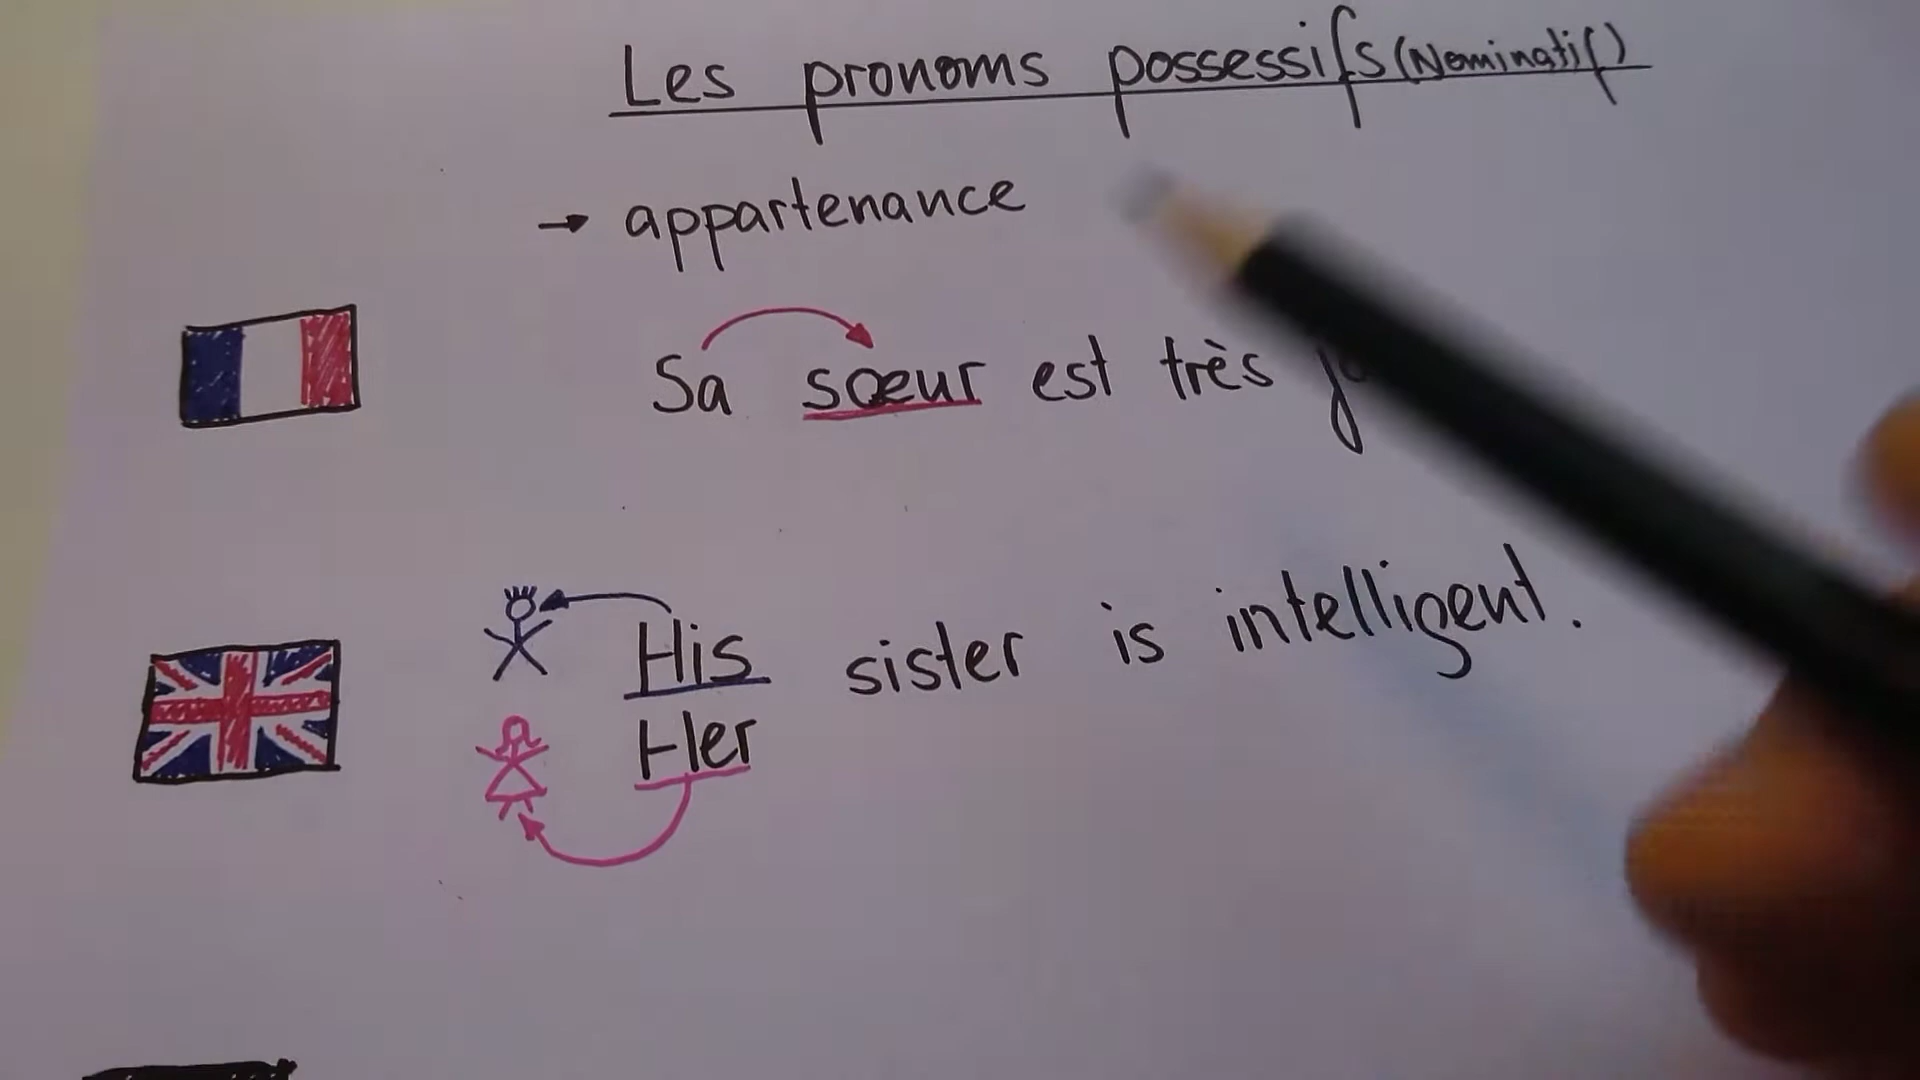 Les pronoms possessifs (Nominatif)
→ appartenance
Sa sœur est très
His sister is intelligent.
Her